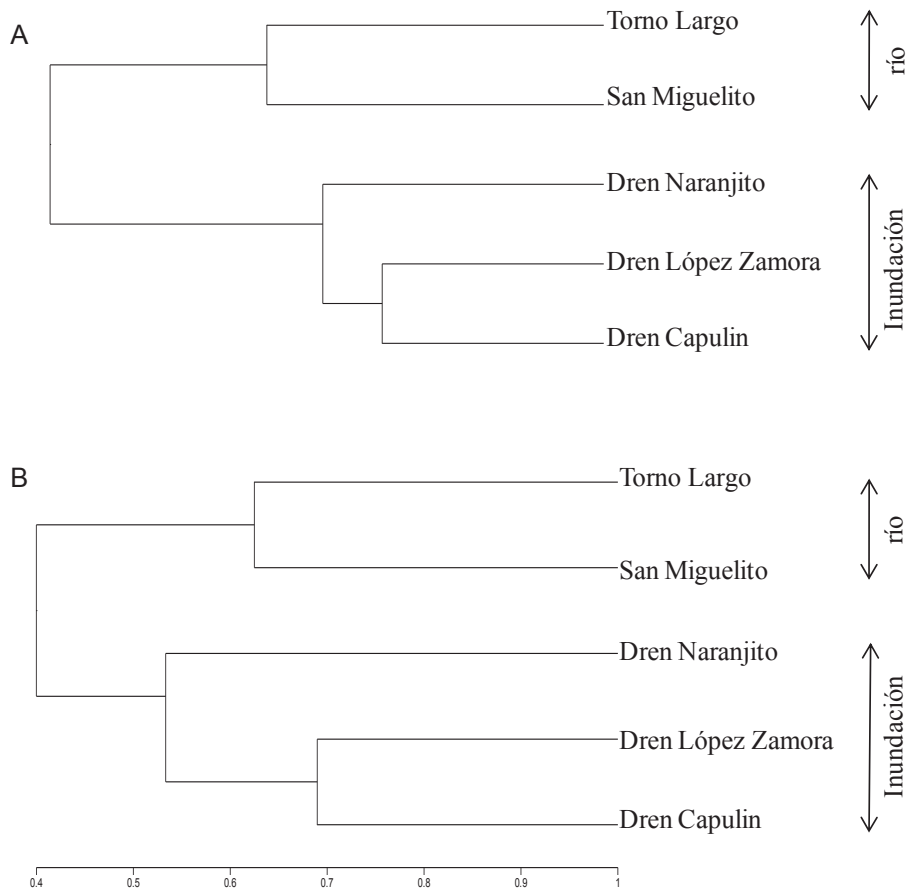 A
Torno Largo
San Miguelito
río
Dren Naranjito
Dren López Zamora
Dren Capulin
Inundación
B
Torno Largo
San Miguelito
río
Dren Naranjito
Dren López Zamora
Dren Capulin
Inundación
0.4 0.5 0.6 0.7 0.8 0.9 1